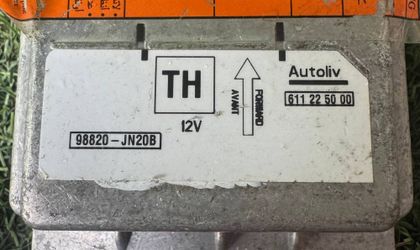 TH
12V
FORWARD
AVANT
Autoliv
611 22 50 00
98820-JN20B